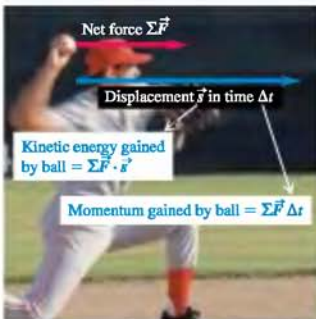 Net force ΣF⃗
Displacement s⃗ in time Δt
Kinetic energy gained
by ball = ΣF⃗ · s⃗
Momentum gained by ball = ΣF⃗ Δt